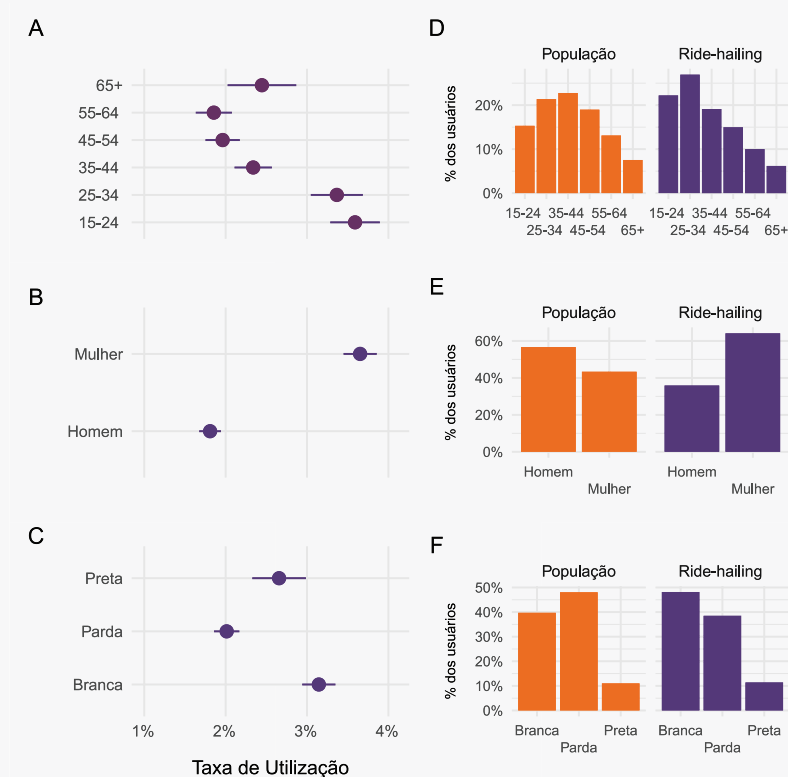 A
65+
55-64
45-54
35-44
25-34
15-24
B
Mulher
Homem
C
Preta
Parda
Branca
1% 2% 3% 4%
Taxa de Utilização
D
População Ride-hailing
% dos usuários
20%
10%
0%
15-24 35-44 55-64 15-24 35-44 55-64
25-34 45-54 65+ 25-34 45-54 65+
E
População Ride-hailing
% dos usuários
60%
40%
20%
0%
Homem Homem
Mulher Mulher
F
População Ride-hailing
% dos usuários
50%
40%
30%
20%
10%
0%
Branca Preta Branca Preta
Parda Parda